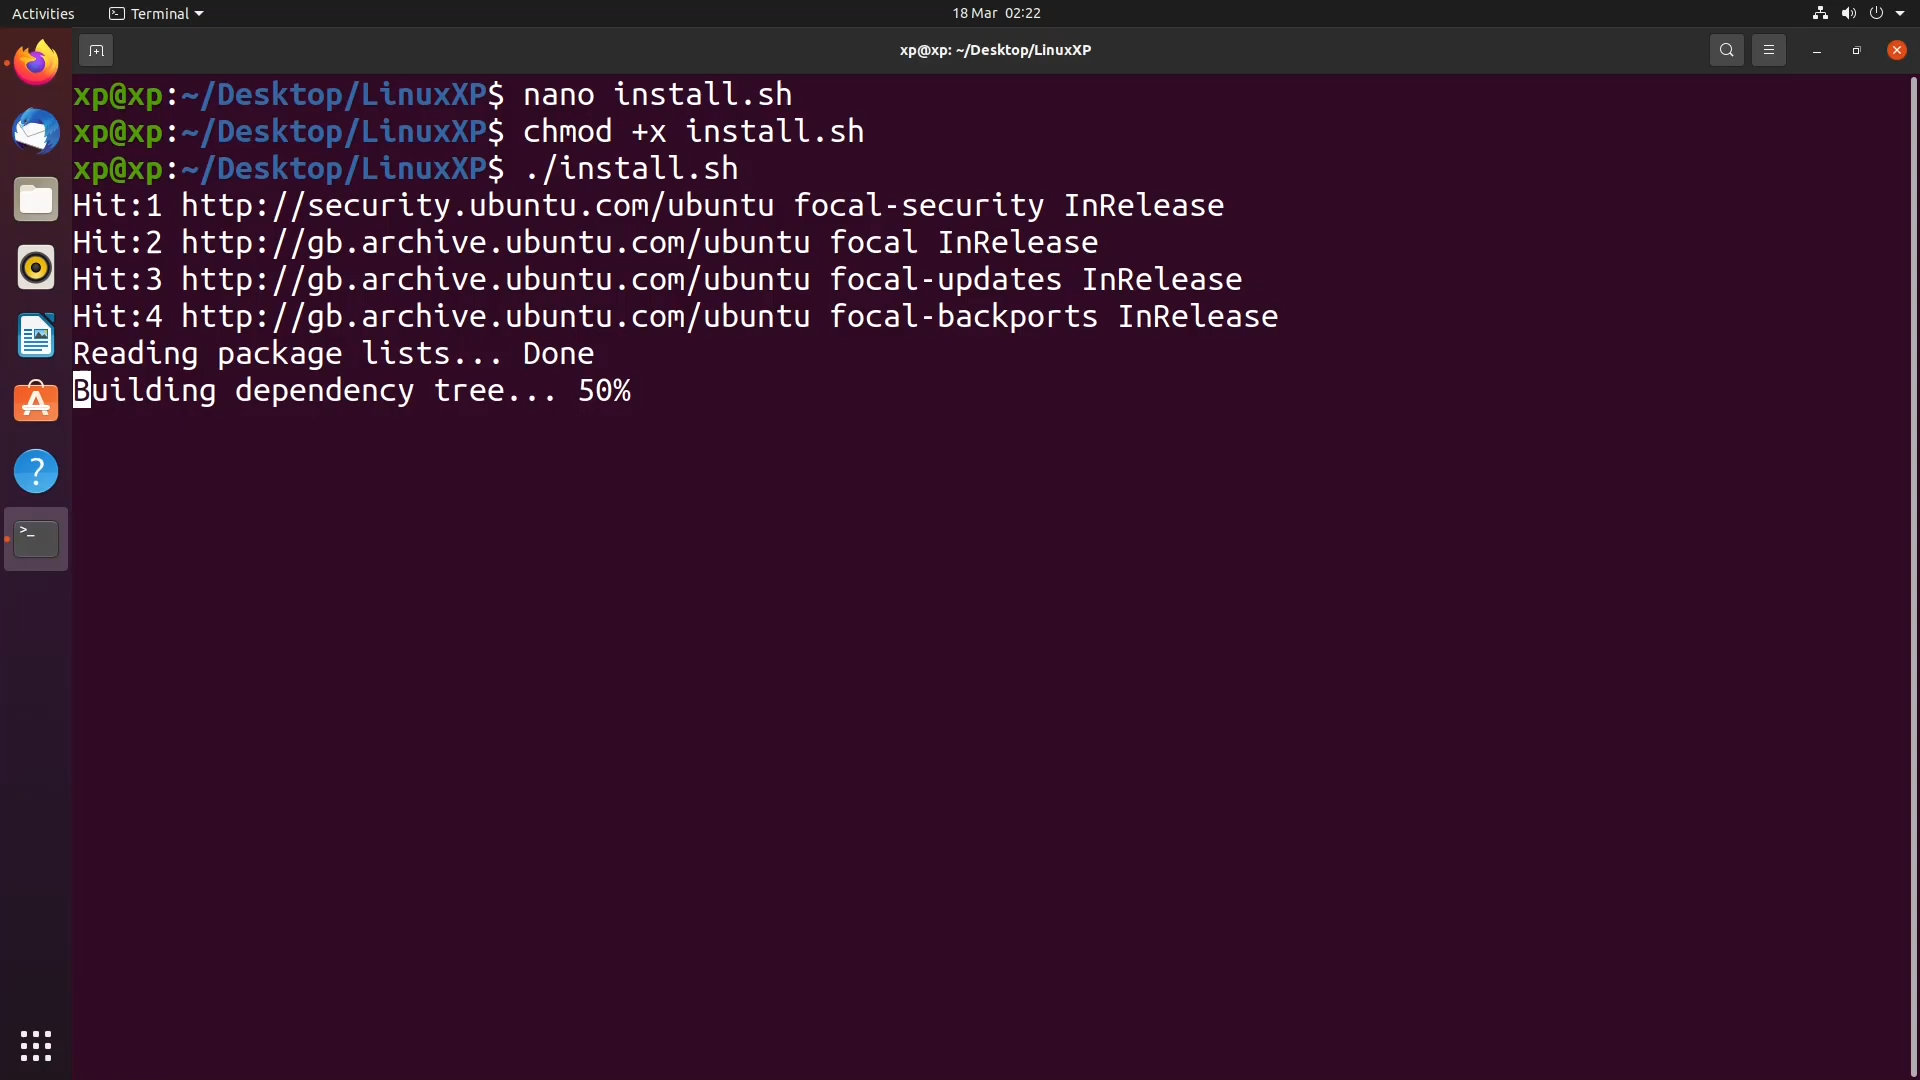 Activities Terminal 18 Mar 02:22
xp@xp: ~/Desktop/LinuxXP
xp@xp:~/Desktop/LinuxXP$ nano install.sh
xp@xp:~/Desktop/LinuxXP$ chmod +x install.sh
xp@xp:~/Desktop/LinuxXP$ ./install.sh
Hit:1 http://security.ubuntu.com/ubuntu focal-security InRelease
Hit:2 http://gb.archive.ubuntu.com/ubuntu focal InRelease
Hit:3 http://gb.archive.ubuntu.com/ubuntu focal-updates InRelease
Hit:4 http://gb.archive.ubuntu.com/ubuntu focal-backports InRelease
Reading package lists... Done
Building dependency tree... 50%